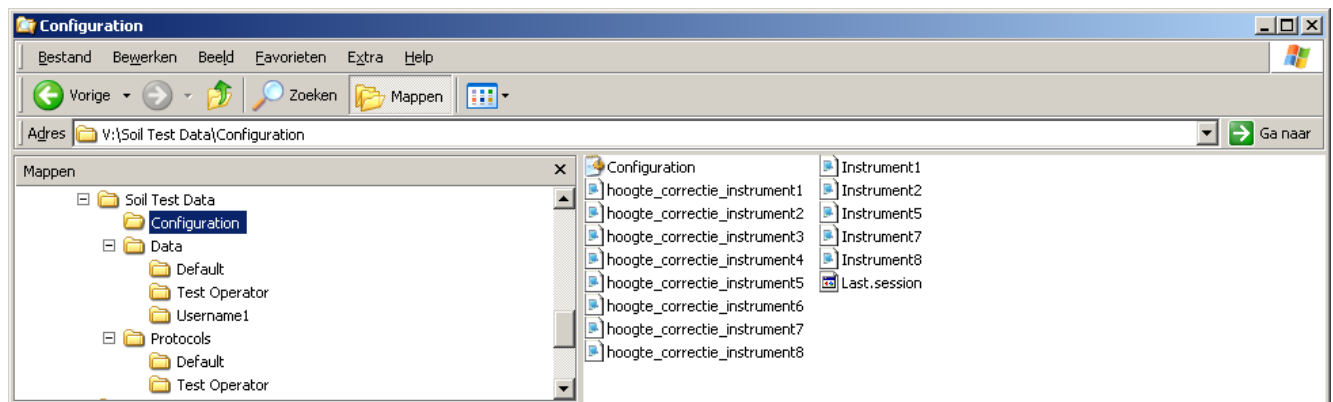 Configuration
Bestand Bewerken Beeld Favorieten Extra Help
Vorige Zoeken Mappen
Adres V:\Soil Test Data\Configuration Ga naar
Mappen
Soil Test Data
Configuration
Data
Default
Test Operator
Username1
Protocols
Default
Test Operator
Configuration
hoogte_correctie_instrument1
hoogte_correctie_instrument2
hoogte_correctie_instrument3
hoogte_correctie_instrument4
hoogte_correctie_instrument5
hoogte_correctie_instrument6
hoogte_correctie_instrument7
hoogte_correctie_instrument8
Instrument1
Instrument2
Instrument5
Instrument7
Instrument8
Last.session